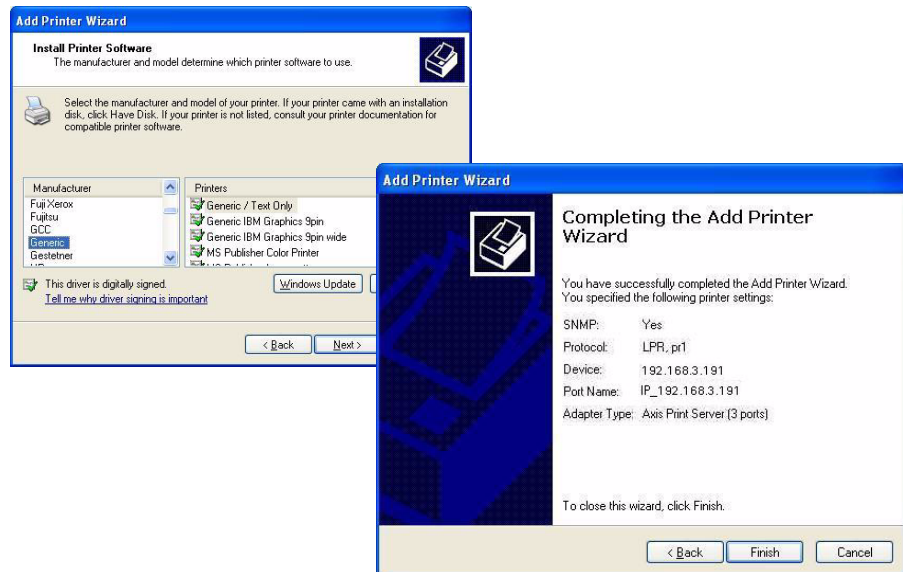 Add Printer Wizard
Install Printer Software
The manufacturer and model determine which printer software to use.
Select the manufacturer and model of your printer. If your printer came with an installation
disk, click Have Disk. If your printer is not listed, consult your printer documentation for
compatible printer software.
Manufacturer
Fuji Xerox
Fujitsu
GCC
Generic
Gestetner
Printers
Generic / Text Only
Generic IBM Graphics 9pin
Generic IBM Graphics 9pin wide
MS Publisher Color Printer
This driver is digitally signed.
Tell me why driver signing is important
Windows Update
< Back
Next >
Add Printer Wizard
Completing the Add Printer
Wizard
You have successfully completed the Add Printer Wizard.
You specified the following printer settings:
SNMP: Yes
Protocol: LPR, pr1
Device: 192.168.3.191
Port Name: IP_192.168.3.191
Adapter Type: Axis Print Server (3 ports)
To close this wizard, click Finish.
< Back
Finish
Cancel